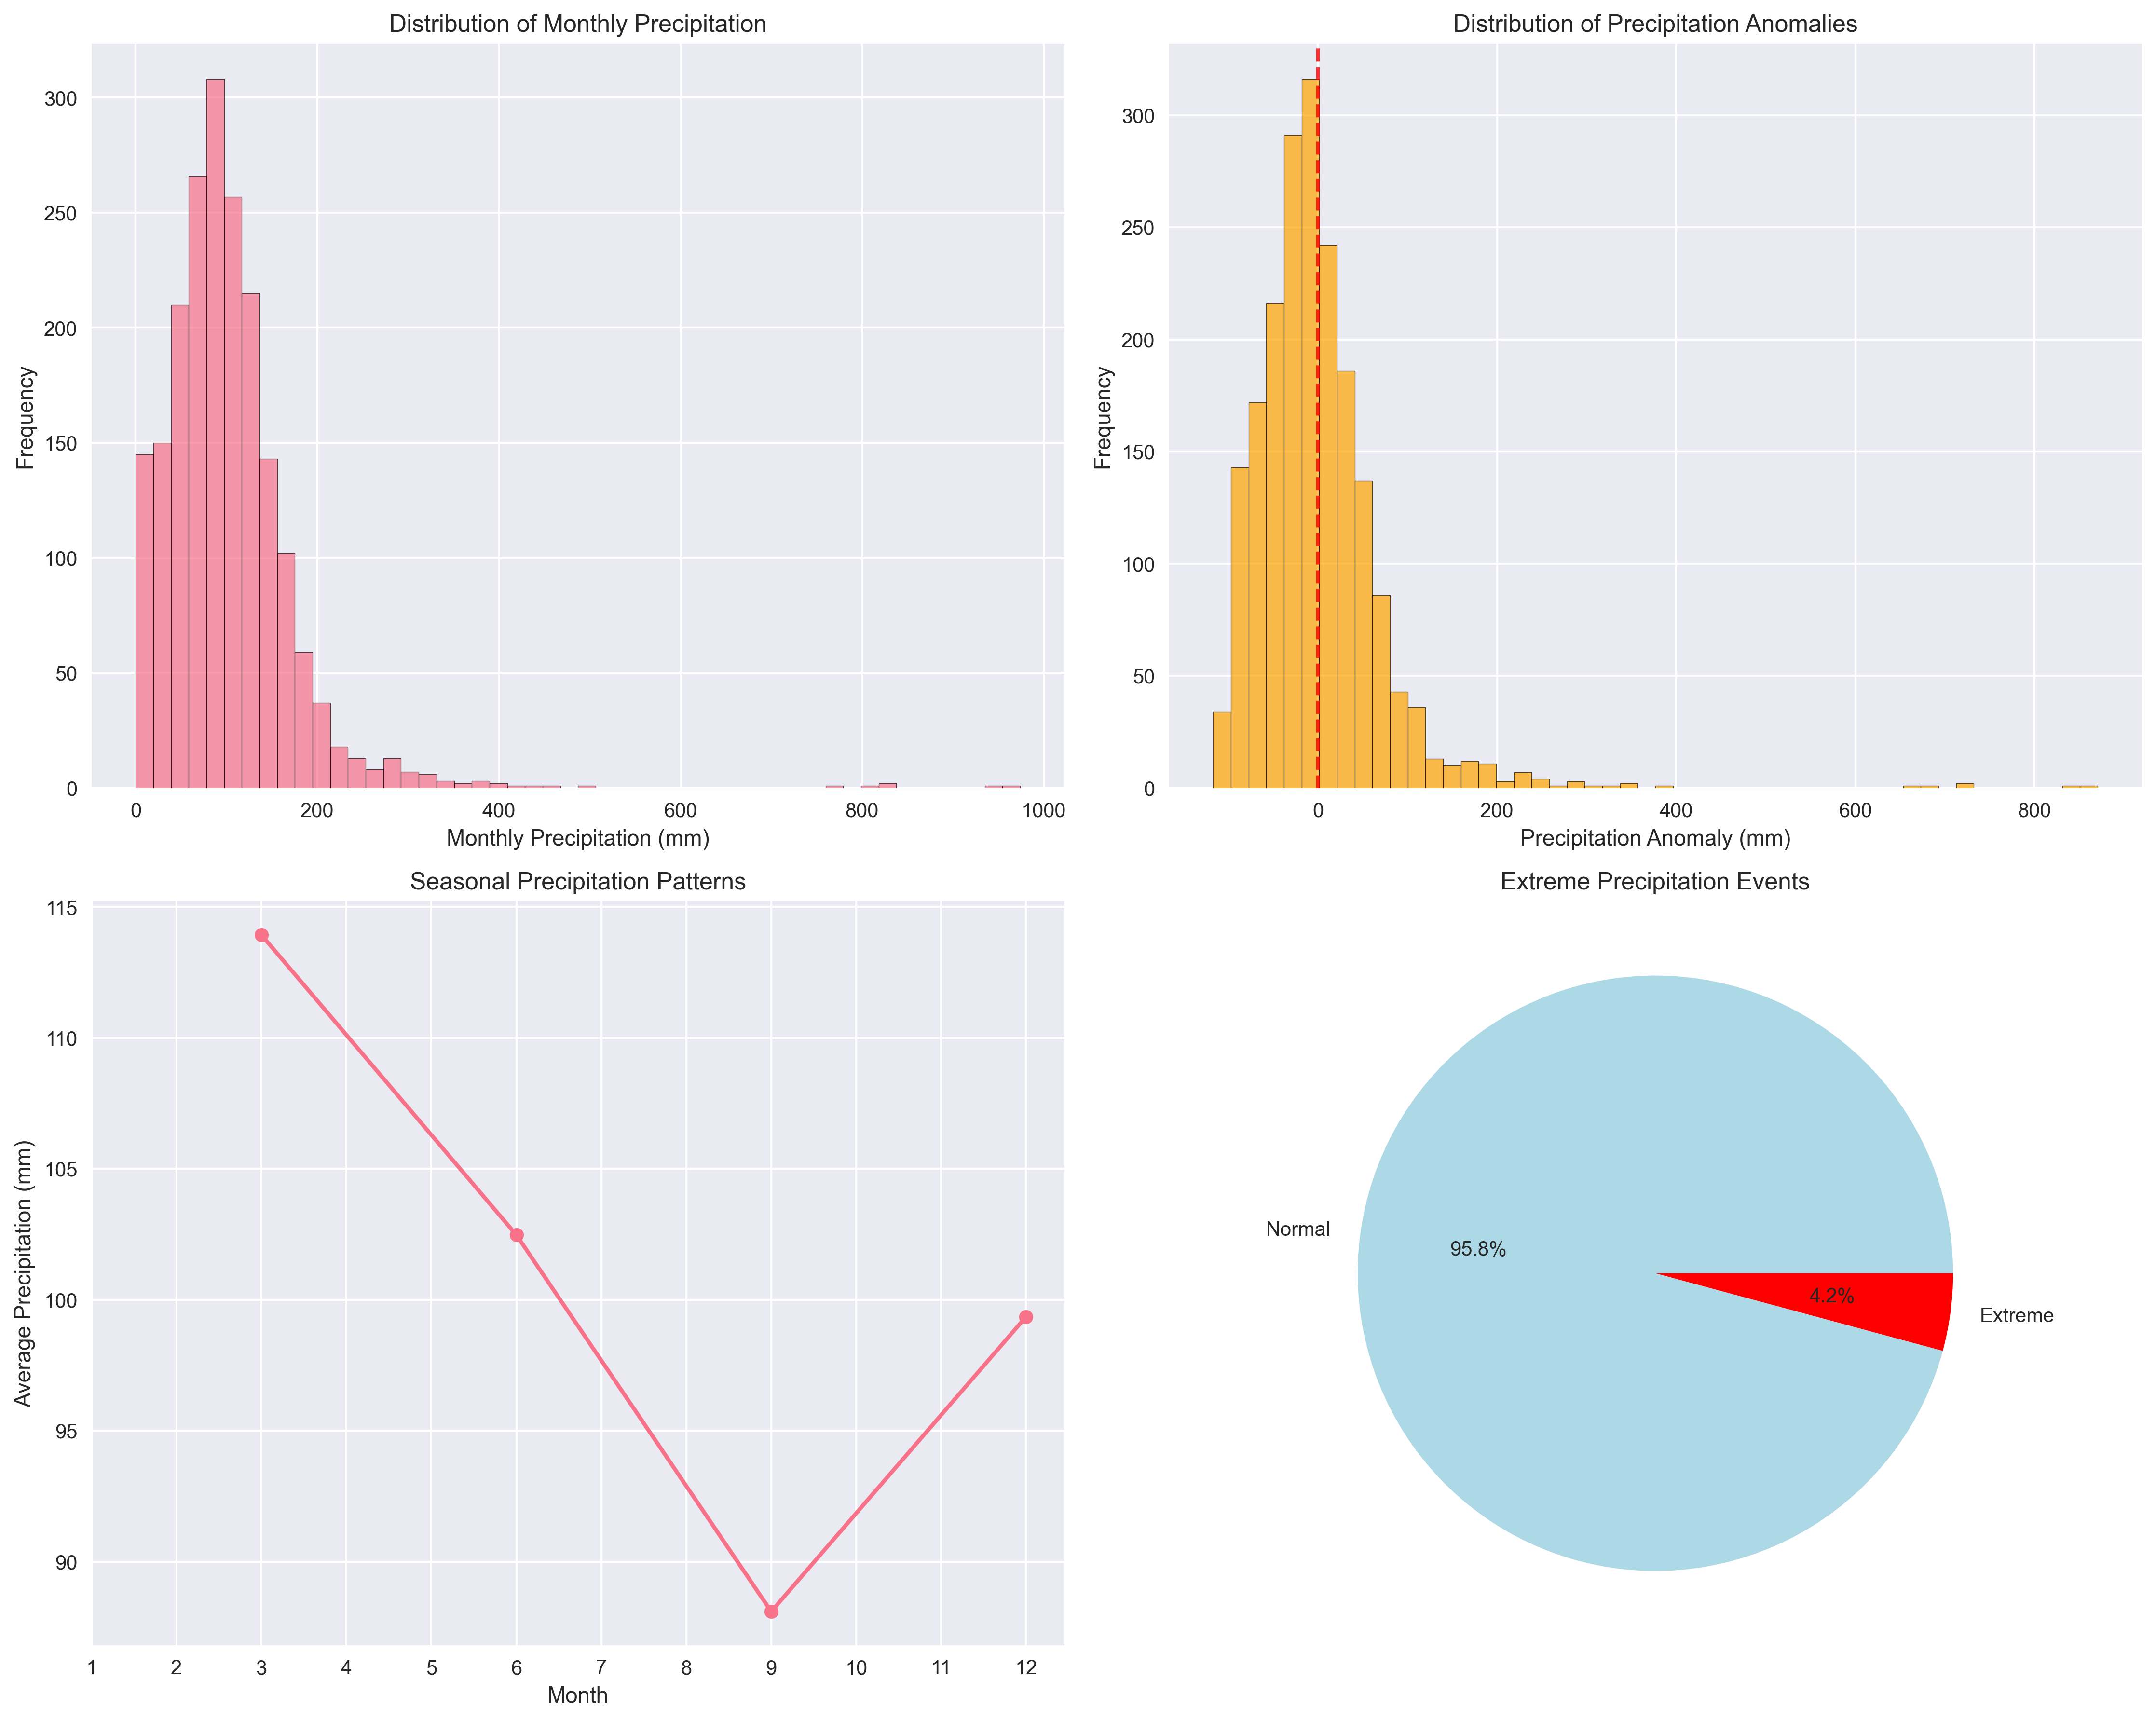 Distribution of Monthly Precipitation
Frequency
300
250
200
150
100
50
0
0 200 400 600 800 1000
Monthly Precipitation (mm)
Distribution of Precipitation Anomalies
Frequency
300
250
200
150
100
50
0
0 200 400 600 800
Precipitation Anomaly (mm)
Seasonal Precipitation Patterns
Average Precipitation (mm)
115
110
105
100
95
90
1 2 3 4 5 6 7 8 9 10 11 12
Month
Extreme Precipitation Events
Normal
95.8%
4.2%
Extreme